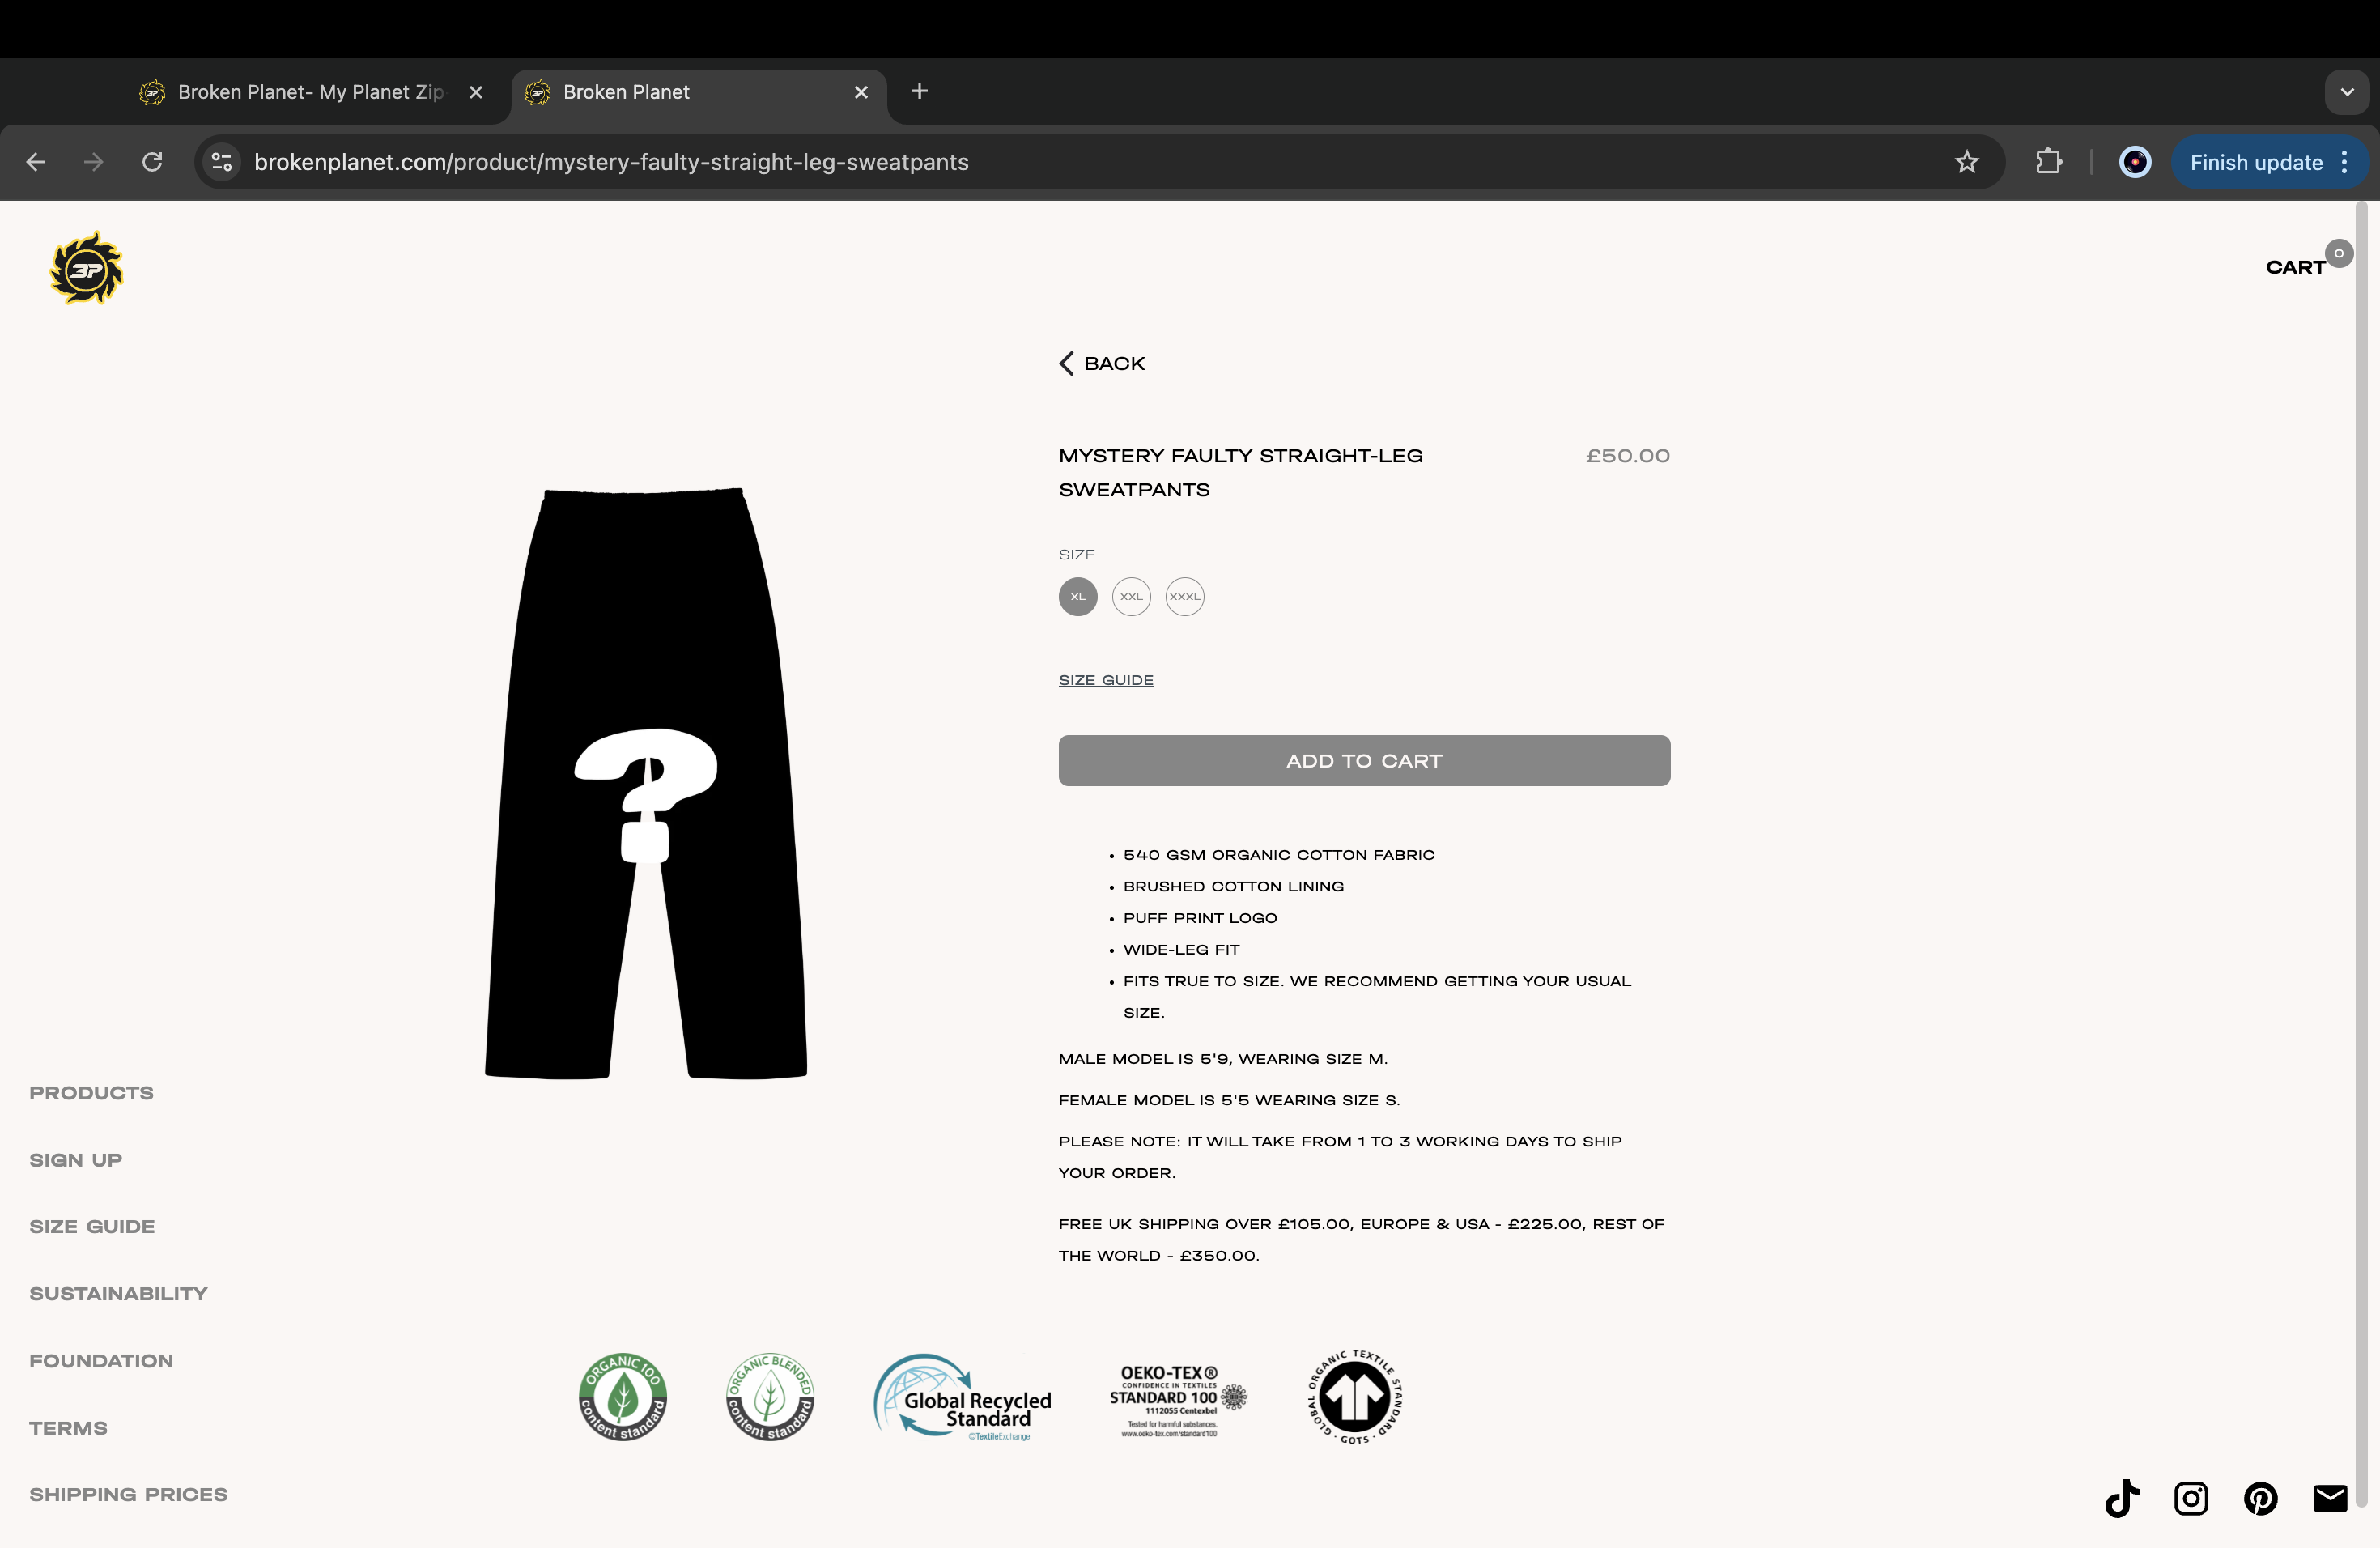 Broken Planet- My Planet Zip
Broken Planet
brokenplanet.com/product/mystery-faulty-straight-leg-sweatpants
Finish update
3P
CART
0
BACK
MYSTERY FAULTY STRAIGHT-LEG
SWEATPANTS
£50.00
SIZE
XL
XXL
XXXL
SIZE GUIDE
ADD TO CART
?
• 540 GSM ORGANIC COTTON FABRIC
• BRUSHED COTTON LINING
• PUFF PRINT LOGO
• WIDE-LEG FIT
• FITS TRUE TO SIZE. WE RECOMMEND GETTING YOUR USUAL
SIZE.
MALE MODEL IS 5'9, WEARING SIZE M.
FEMALE MODEL IS 5'5 WEARING SIZE S.
PLEASE NOTE: IT WILL TAKE FROM 1 TO 3 WORKING DAYS TO SHIP
YOUR ORDER.
FREE UK SHIPPING OVER £105.00, EUROPE & USA - £225.00, REST OF
THE WORLD - £350.00.
PRODUCTS
SIGN UP
SIZE GUIDE
SUSTAINABILITY
FOUNDATION
TERMS
SHIPPING PRICES
ORGANIC 100
content standard
ORGANIC BLENDED
content standard
Global Recycled
Standard
©TextileExchange
OEKO-TEX®
CONFIDENCE IN TEXTILES
STANDARD 100
1112055 Centexbel
Tested for harmful substances.
www.oeko-tex.com/standard100
GLOBAL ORGANIC TEXTILE STANDARD · GOTS ·